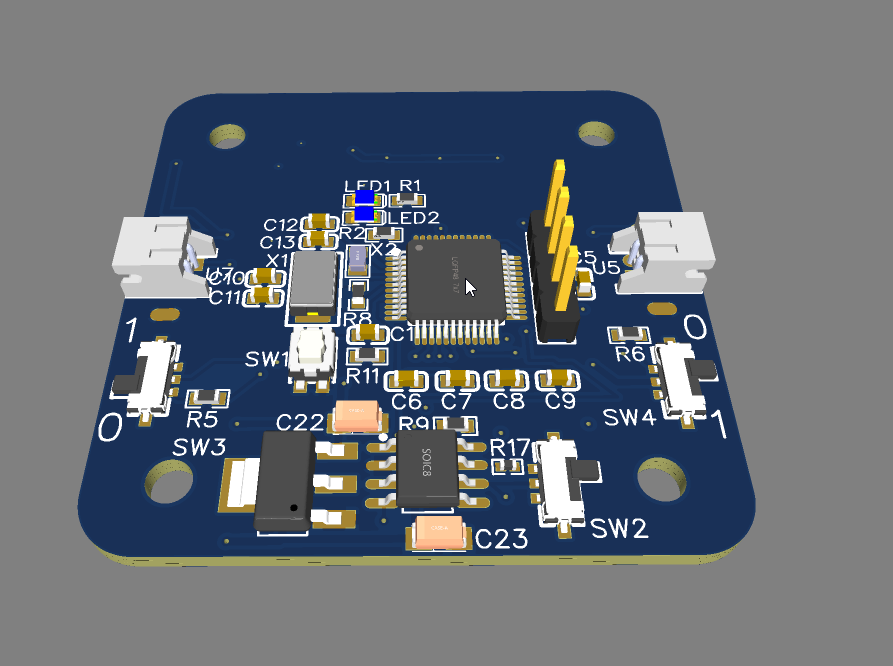 LED1 R1
LED2
C12
R2
C13
X2
X1
C5
U5
C10
C11
R8
C1
1
0
SW1
R6
R11
C6 C7 C8 C9
R5
SW4
0
1
C22
R9
SW3
SOIC8
R17
SW2
C23